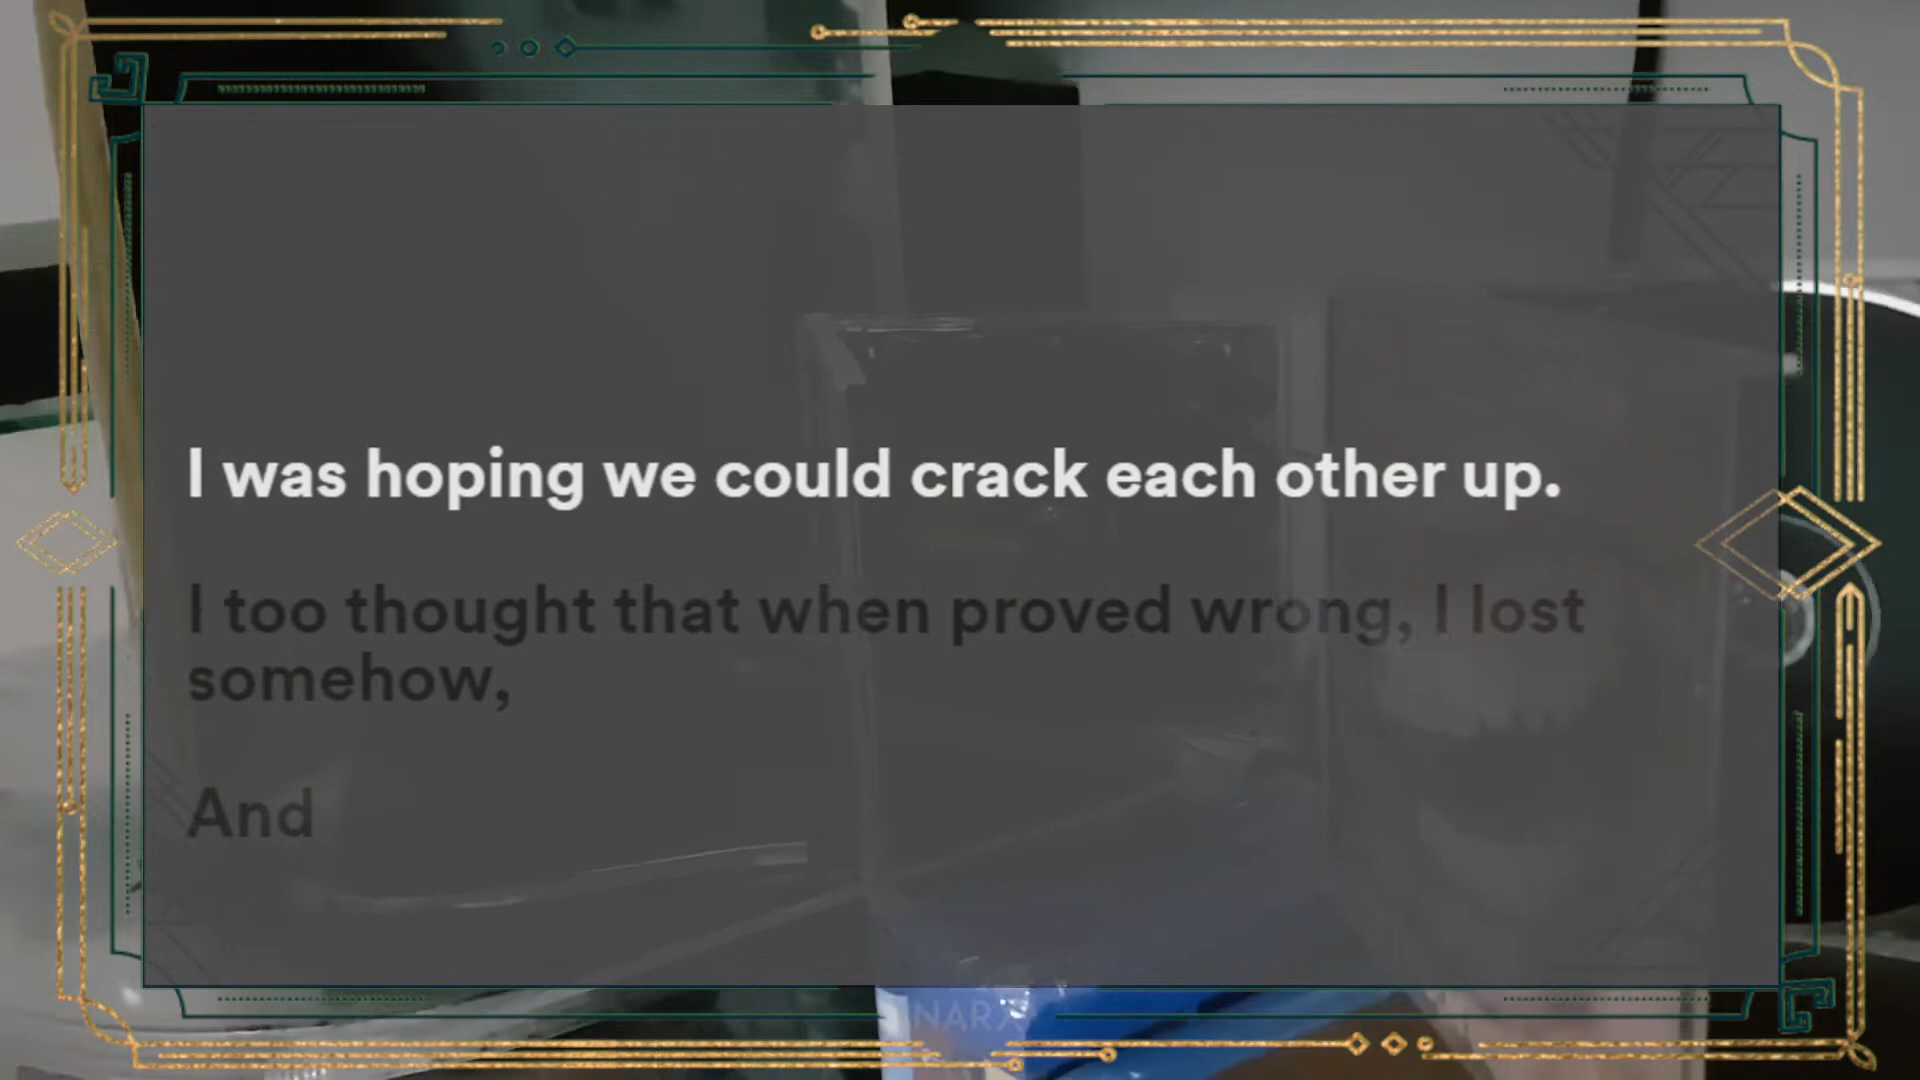 I was hoping we could crack each other up.
I too thought that when proved wrong, I lost
somehow,
And